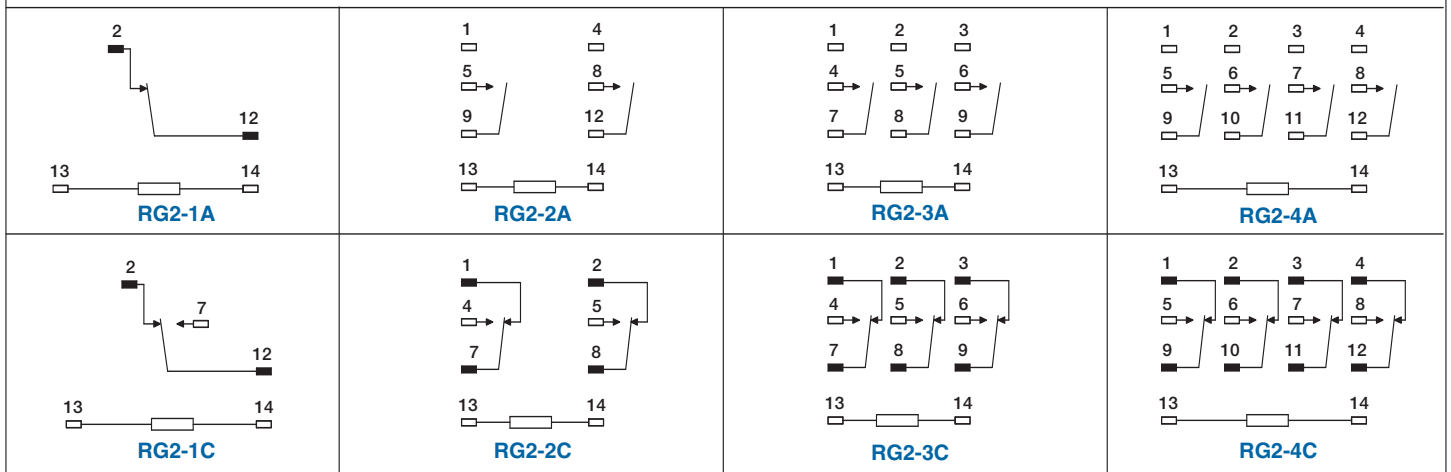 2
12
13 14
RG2-1A
1 4
5 8
9 12
13 14
RG2-2A
1 2 3
4 5 6
7 8 9
13 14
RG2-3A
1 2 3 4
5 6 7 8
9 10 11 12
13 14
RG2-4A
2
7
12
13 14
RG2-1C
1 2
4 5
7 8
13 14
RG2-2C
1 2 3
4 5 6
7 8 9
13 14
RG2-3C
1 2 3 4
5 6 7 8
9 10 11 12
13 14
RG2-4C